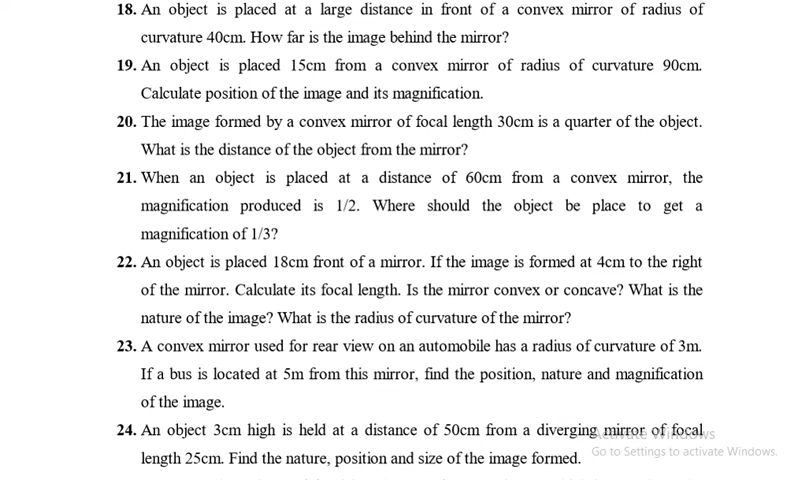 18. An object is placed at a large distance in front of a convex mirror of radius of
curvature 40cm. How far is the image behind the mirror?
19. An object is placed 15cm from a convex mirror of radius of curvature 90cm.
Calculate position of the image and its magnification.
20. The image formed by a convex mirror of focal length 30cm is a quarter of the object.
What is the distance of the object from the mirror?
21. When an object is placed at a distance of 60cm from a convex mirror, the
magnification produced is 1/2. Where should the object be place to get a
magnification of 1/3?
22. An object is placed 18cm front of a mirror. If the image is formed at 4cm to the right
of the mirror. Calculate its focal length. Is the mirror convex or concave? What is the
nature of the image? What is the radius of curvature of the mirror?
23. A convex mirror used for rear view on an automobile has a radius of curvature of 3m.
If a bus is located at 5m from this mirror, find the position, nature and magnification
of the image.
24. An object 3cm high is held at a distance of 50cm from a diverging mirror of focal
length 25cm. Find the nature, position and size of the image formed.
Activate Windows
Go to Settings to activate Windows.